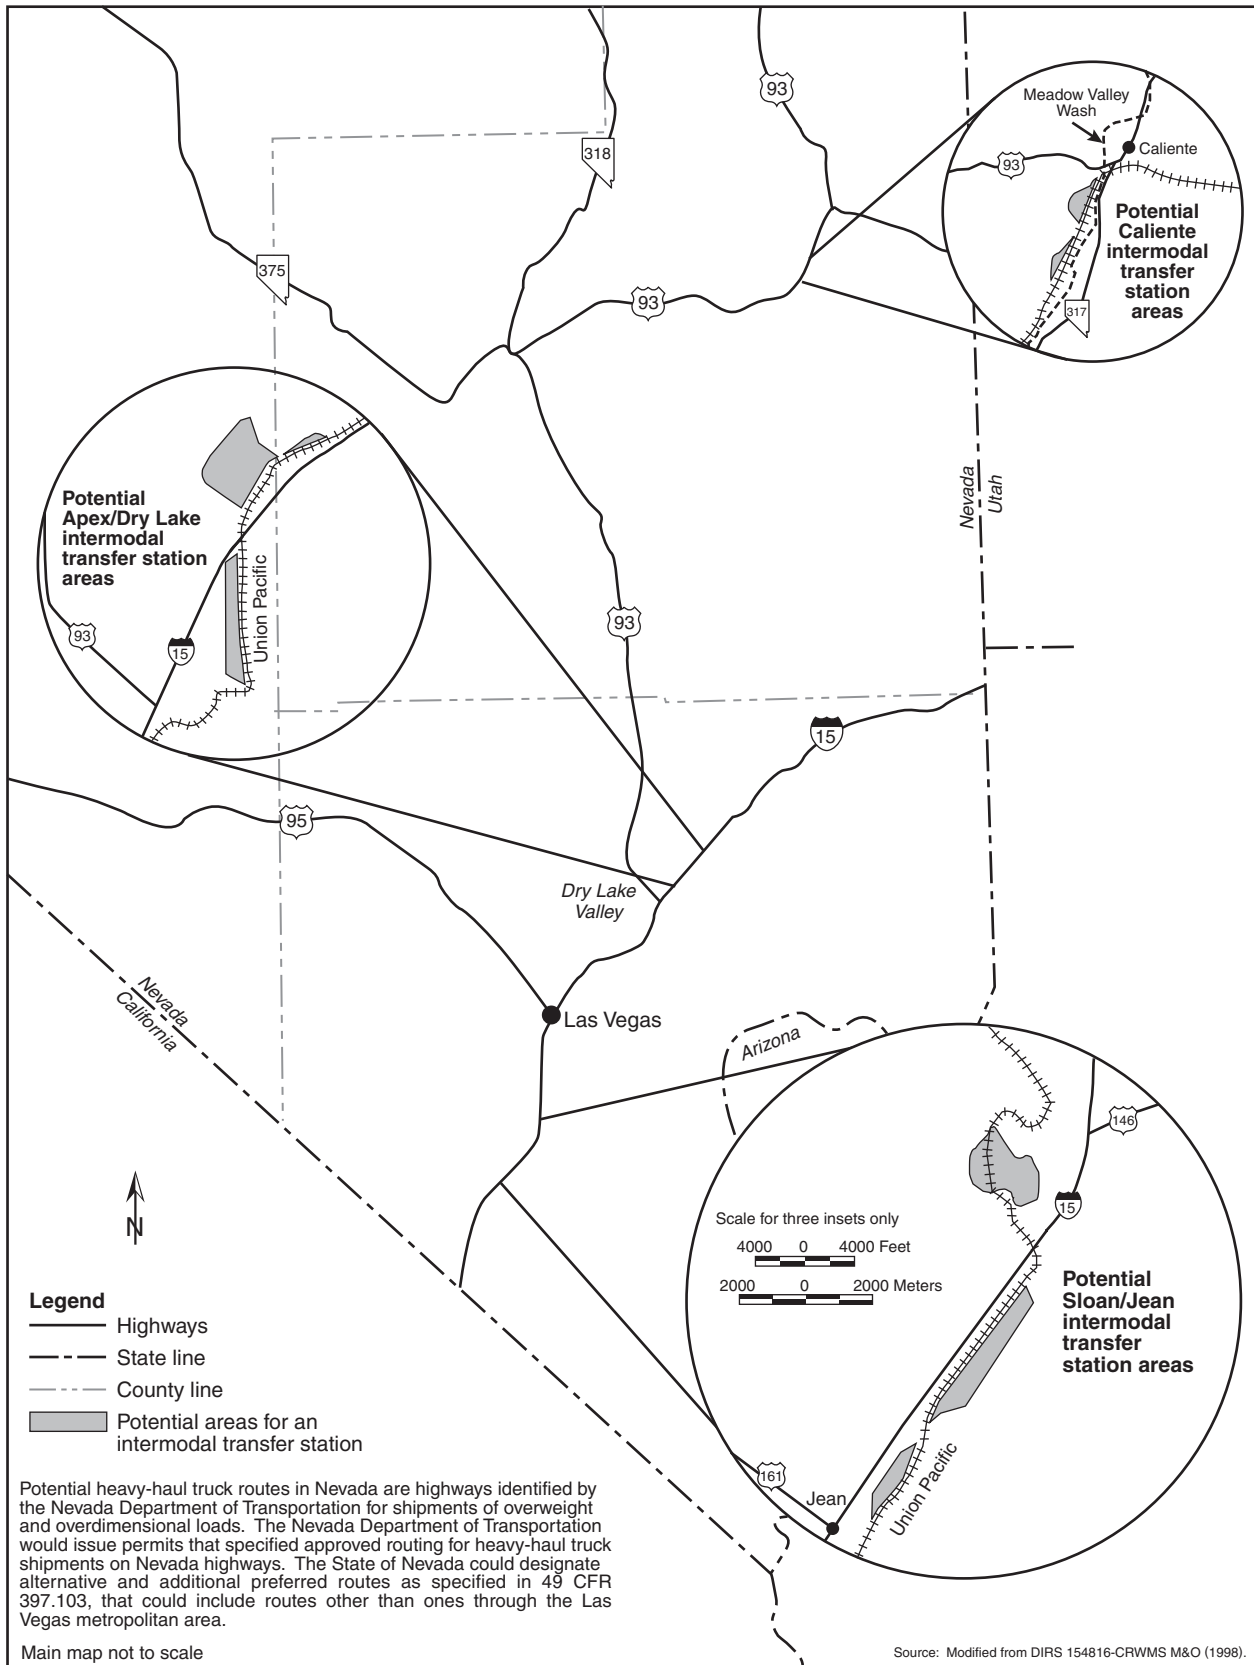 93
318
375
93
93
15
95
Nevada
Utah
Meadow Valley
Wash
Caliente
93
Potential
Caliente
intermodal
transfer
station
areas
317
Potential
Apex/Dry Lake
intermodal
transfer station
areas
Union Pacific
93
15
Dry Lake
Valley
Las Vegas
Nevada
California
Arizona
146
15
Scale for three insets only
4000 0 4000 Feet
2000 0 2000 Meters
Potential
Sloan/Jean
intermodal
transfer
station areas
161
Jean
Union Pacific
N
Legend
Highways
State line
County line
Potential areas for an
intermodal transfer station
Potential heavy-haul truck routes in Nevada are highways identified by
the Nevada Department of Transportation for shipments of overweight
and overdimensional loads. The Nevada Department of Transportation
would issue permits that specified approved routing for heavy-haul truck
shipments on Nevada highways. The State of Nevada could designate
alternative and additional preferred routes as specified in 49 CFR
397.103, that could include routes other than ones through the Las
Vegas metropolitan area.
Main map not to scale
Source: Modified from DIRS 154816-CRWMS M&O (1998).